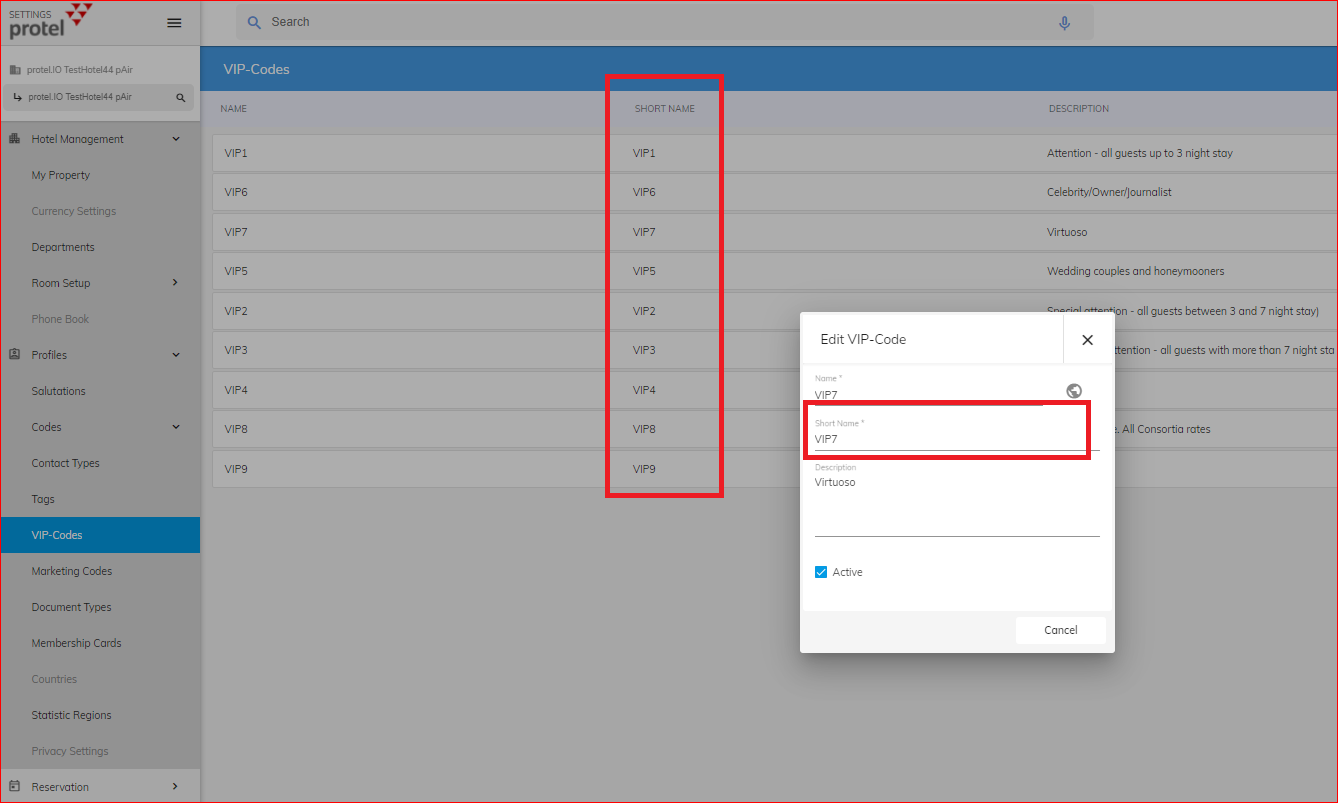 SETTINGS
protel
Search
protel.IO TestHotel44 pAir
protel.IO TestHotel44 pAir
Hotel Management
My Property
Currency Settings
Departments
Room Setup
Phone Book
Profiles
Salutations
Codes
Contact Types
Tags
VIP-Codes
Marketing Codes
Document Types
Membership Cards
Countries
Statistic Regions
Privacy Settings
Reservation
VIP-Codes
NAME SHORT NAME DESCRIPTION
VIP1 VIP1 Attention - all guests up to 3 night stay
VIP6 VIP6 Celebrity/Owner/Journalist
VIP7 VIP7 Virtuoso
VIP5 VIP5 Wedding couples and honeymooners
VIP2 VIP2 Special attention - all guests between 3 and 7 night stay)
VIP3 VIP3 ttention - all guests with more than 7 night sta
VIP4 VIP4
VIP8 VIP8 e. All Consortia rates
VIP9 VIP9
Edit VIP-Code
Name *
VIP7
Short Name *
VIP7
Description
Virtuoso
Active
Cancel